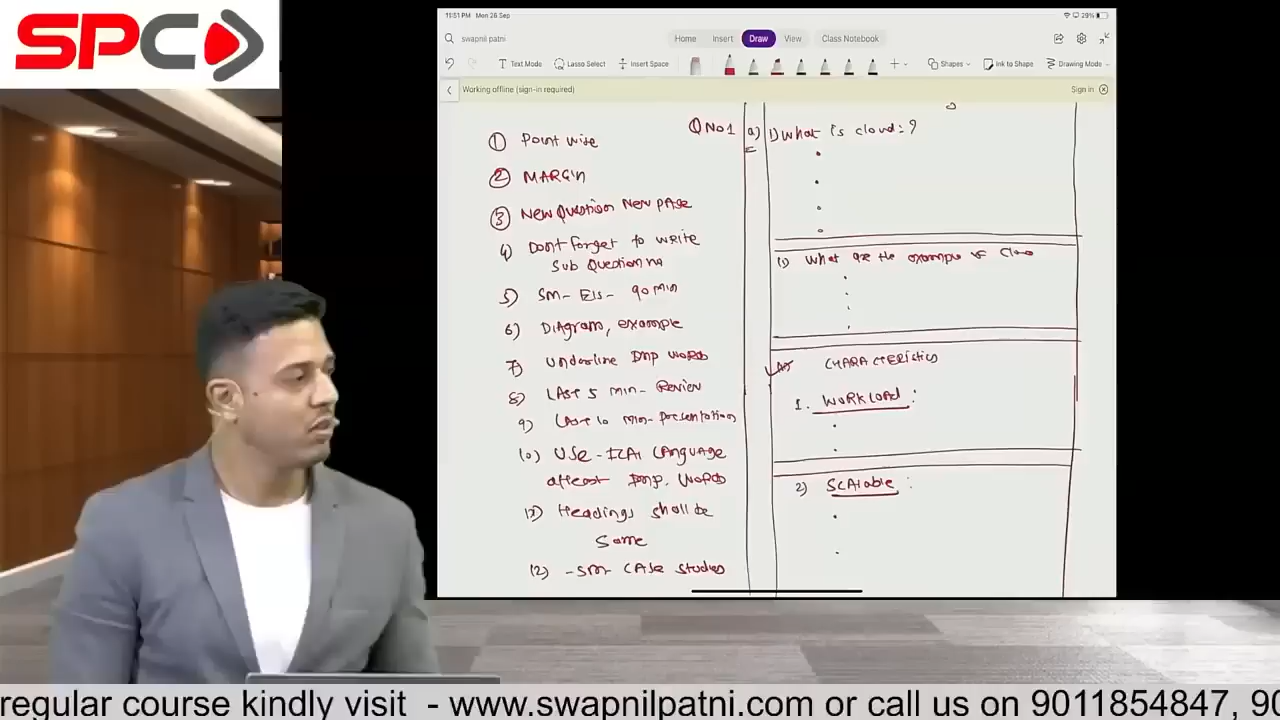 SPC
11:51 PM Mon 26 Sep
29%
swapnil patni
Home Insert Draw View Class Notebook
Text Mode Lasso Select Insert Space Shapes Ink to Shape Drawing Mode
Working offline (sign-in required) Sign in
① Point wise
② MARGIN
③ New Question New PAGE
4) Dont forget to write
Sub Question no
5) SM- EIS- 90 min
6) Diagram, example
7) Underline Imp words
8) LAST 5 min- Review
9) Last 10 min- presentation
10) Use - ICAI LANGUAGE
atleast Imp. words
Headings shall be
Same
(2) -SM CASE Studies
Q No 1 a) 1) What is cloud:?
What are the example of Cloud
CHARACTERISTICS
1. WORKLOAD:
2) SCAlable:
regular course kindly visit - www.swapnilpatni.com or call us on 9011854847, 90